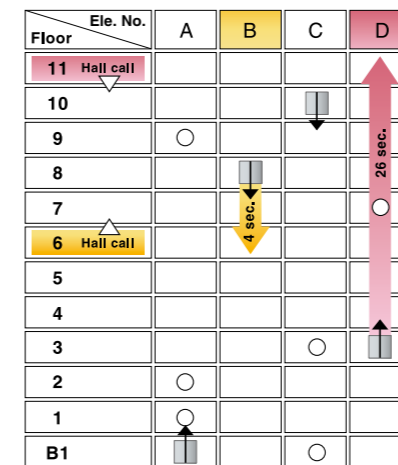 Ele. No.
Floor
A B C D
11 Hall call
10
9
8
7
6 Hall call
5
4
3
2
1
B1
4 sec.
26 sec.